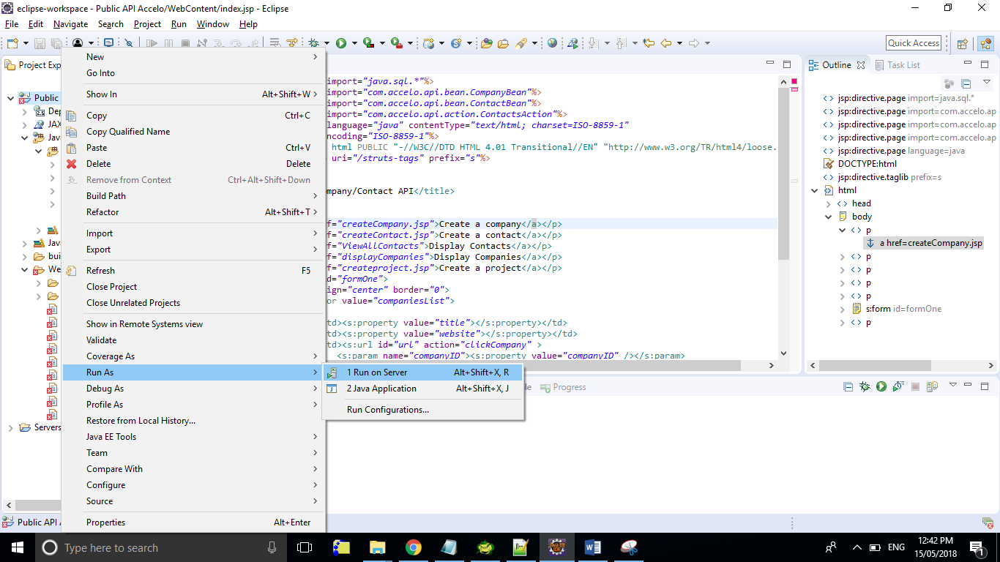 eclipse-workspace - Public API Accelo/WebContent/index.jsp - Eclipse
File Edit Navigate Search Project Run Window Help
Quick Access
Project Exp
Public
Dep
JAX
Java
Java
bui
We
Servers
New
Go Into
Show In Alt+Shift+W
Copy Ctrl+C
Copy Qualified Name
Paste Ctrl+V
Delete Delete
Remove from Context Ctrl+Alt+Shift+Down
Build Path
Refactor Alt+Shift+T
Import
Export
Refresh F5
Close Project
Close Unrelated Projects
Show in Remote Systems view
Validate
Coverage As
Run As
Debug As
Profile As
Restore from Local History...
Java EE Tools
Team
Compare With
Configure
Source
Properties Alt+Enter
1 Run on Server Alt+Shift+X, R
2 Java Application Alt+Shift+X, J
Run Configurations...
import="java.sql.*"%>
import="com.accelo.api.bean.CompanyBean"%>
import="com.accelo.api.bean.ContactBean"%>
import="com.accelo.api.action.ContactsAction"%>
language="java" contentType="text/html; charset=ISO-8859-1"
ncoding="ISO-8859-1"%>
html PUBLIC "-//W3C//DTD HTML 4.01 Transitional//EN" "http://www.w3.org/TR/html4/loose.
uri="/struts-tags" prefix="s"%>
mpany/Contact API</title>
f="createCompany.jsp">Create a company</a></p>
f="createContact.jsp">Create a contact</a></p>
f="ViewAllContacts">Display Contacts</a></p>
f="displayCompanies">Display Companies</a></p>
f="createproject.jsp">Create a project</a></p>
d="formOne">
ign="center" border="0">
or value="companiesList">
td><s:property value="title"></s:property></td>
td><s:property value="website"></s:property></td>
td><s:url id="url" action="clickCompany" >
<s:param name="companyID"><s:property value="companyID" /></s:param>
Progress
Outline Task List
jsp:directive.page import=java.sql.*
jsp:directive.page import=com.accelo.ap
jsp:directive.page import=com.accelo.ap
jsp:directive.page import=com.accelo.ap
jsp:directive.page language=java
DOCTYPE:html
jsp:directive.taglib prefix=s
html
head
body
p
a href=createCompany.jsp
p
p
p
p
s:form id=formOne
p
Public API
Type here to search
ENG
12:42 PM
15/05/2018
1